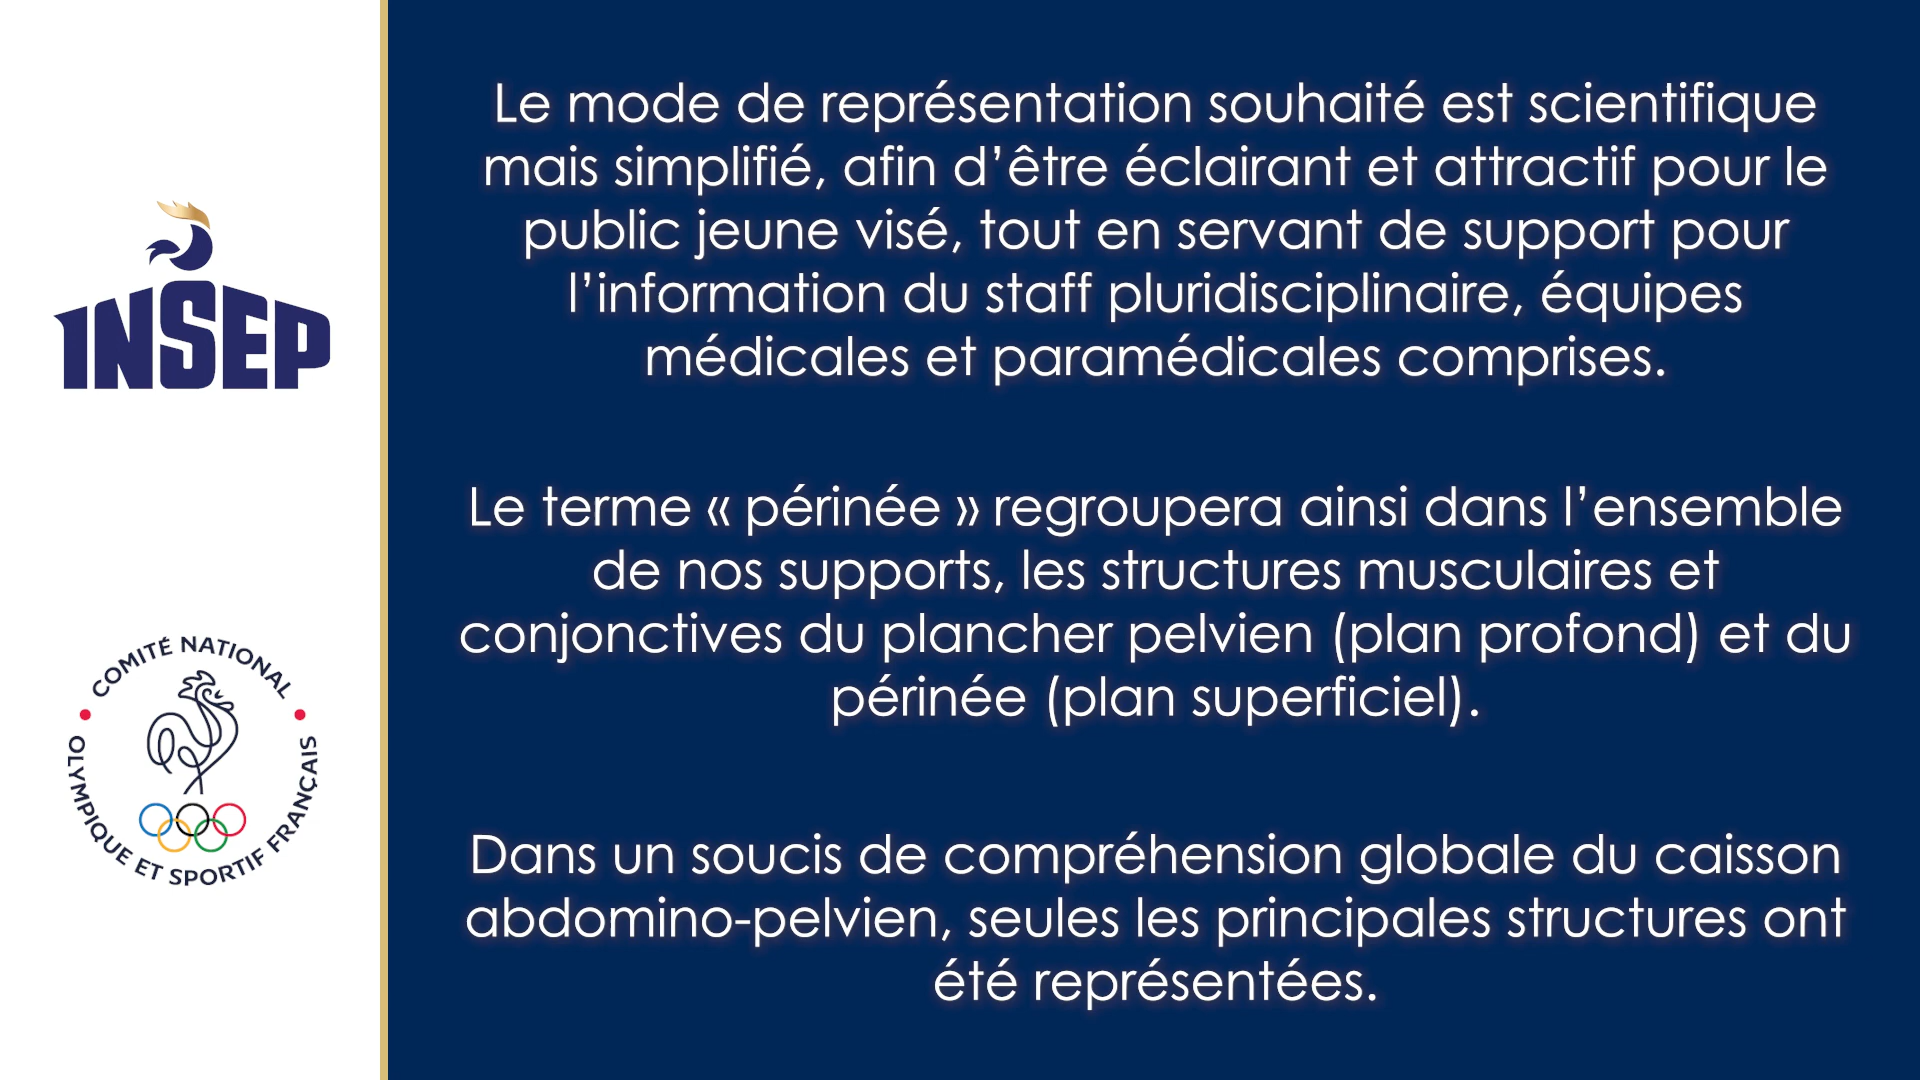 INSEP
COMITÉ NATIONAL
OLYMPIQUE ET SPORTIF FRANÇAIS
Le mode de représentation souhaité est scientifique
mais simplifié, afin d’être éclairant et attractif pour le
public jeune visé, tout en servant de support pour
l’information du staff pluridisciplinaire, équipes
médicales et paramédicales comprises.
Le terme « périnée » regroupera ainsi dans l’ensemble
de nos supports, les structures musculaires et
conjonctives du plancher pelvien (plan profond) et du
périnée (plan superficiel).
Dans un soucis de compréhension globale du caisson
abdomino-pelvien, seules les principales structures ont
été représentées.